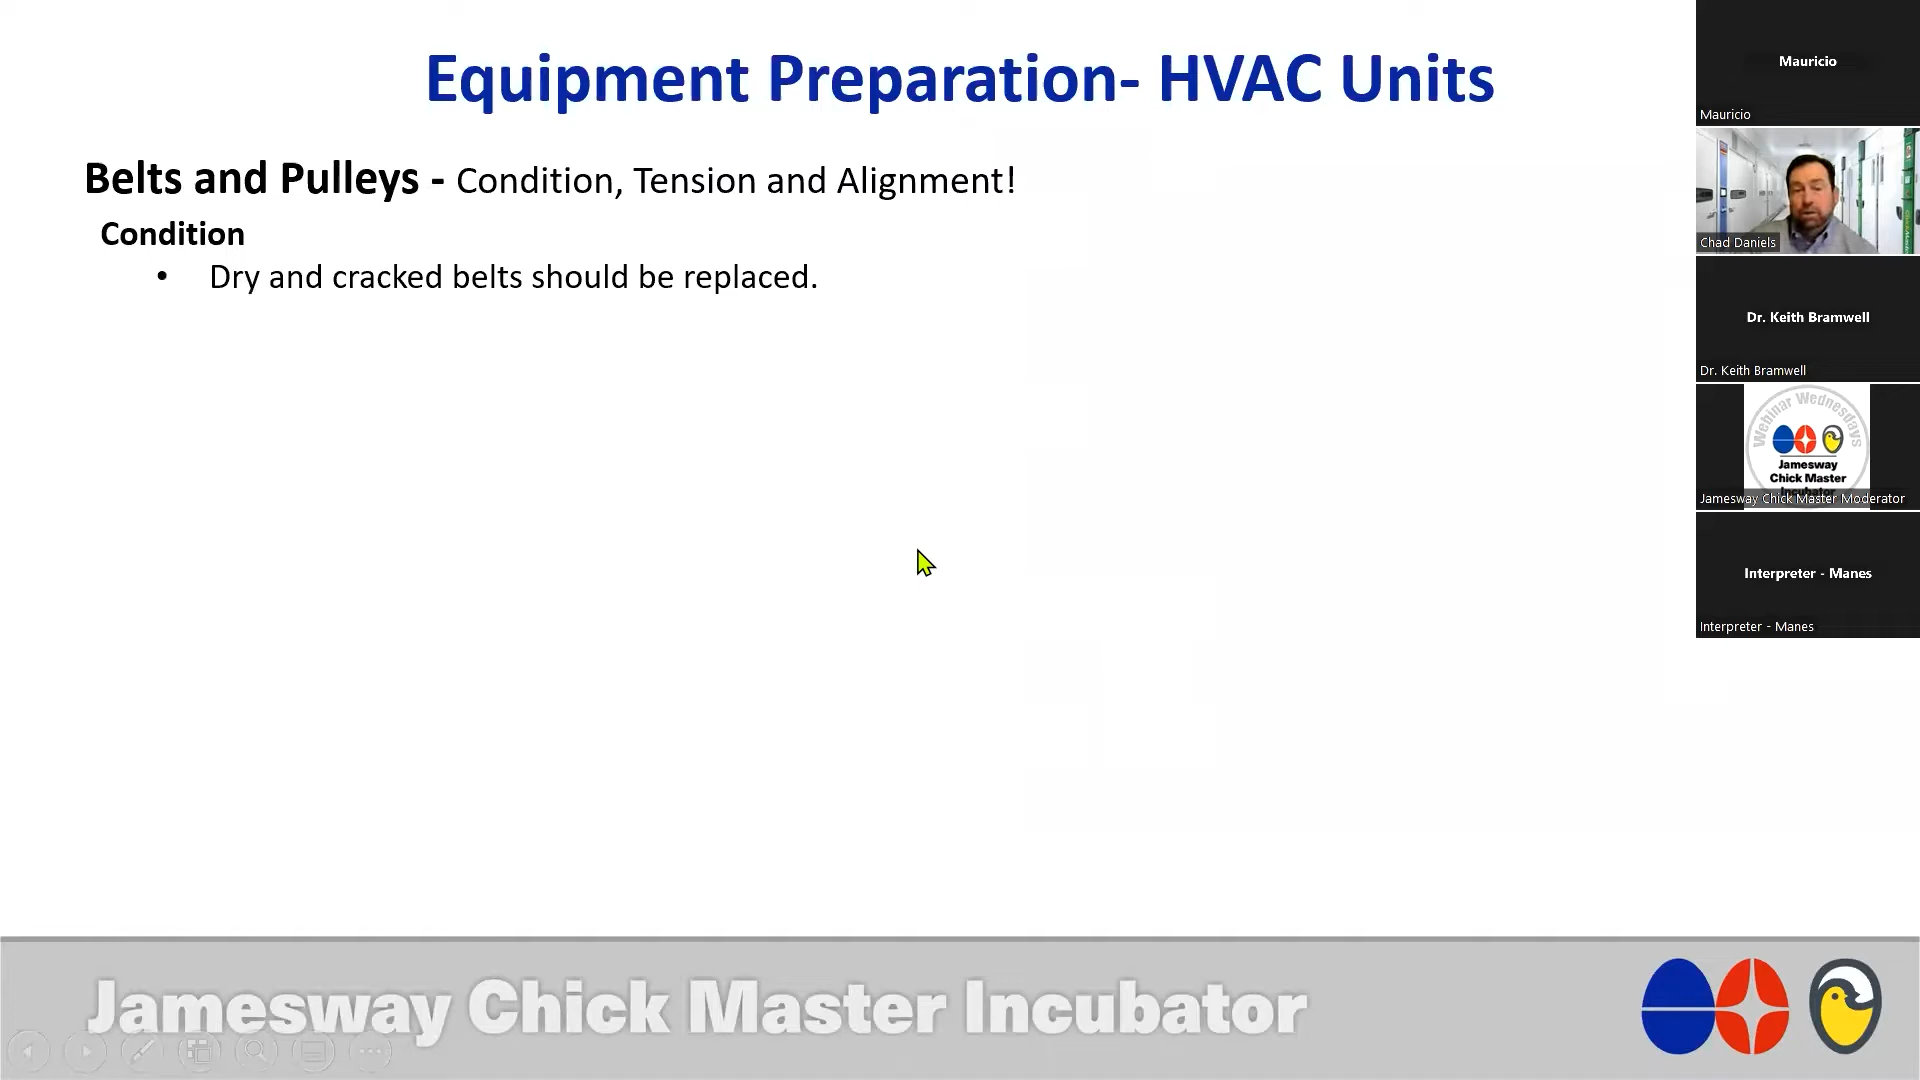 Equipment Preparation- HVAC Units
Belts and Pulleys - Condition, Tension and Alignment!
Condition
• Dry and cracked belts should be replaced.
Mauricio
Mauricio
Chad Daniels
Dr. Keith Bramwell
Dr. Keith Bramwell
Webinar Wednesdays
Jamesway
Chick Master
Jamesway Chick Master Moderator
Interpreter - Manes
Interpreter - Manes
Jamesway Chick Master Incubator